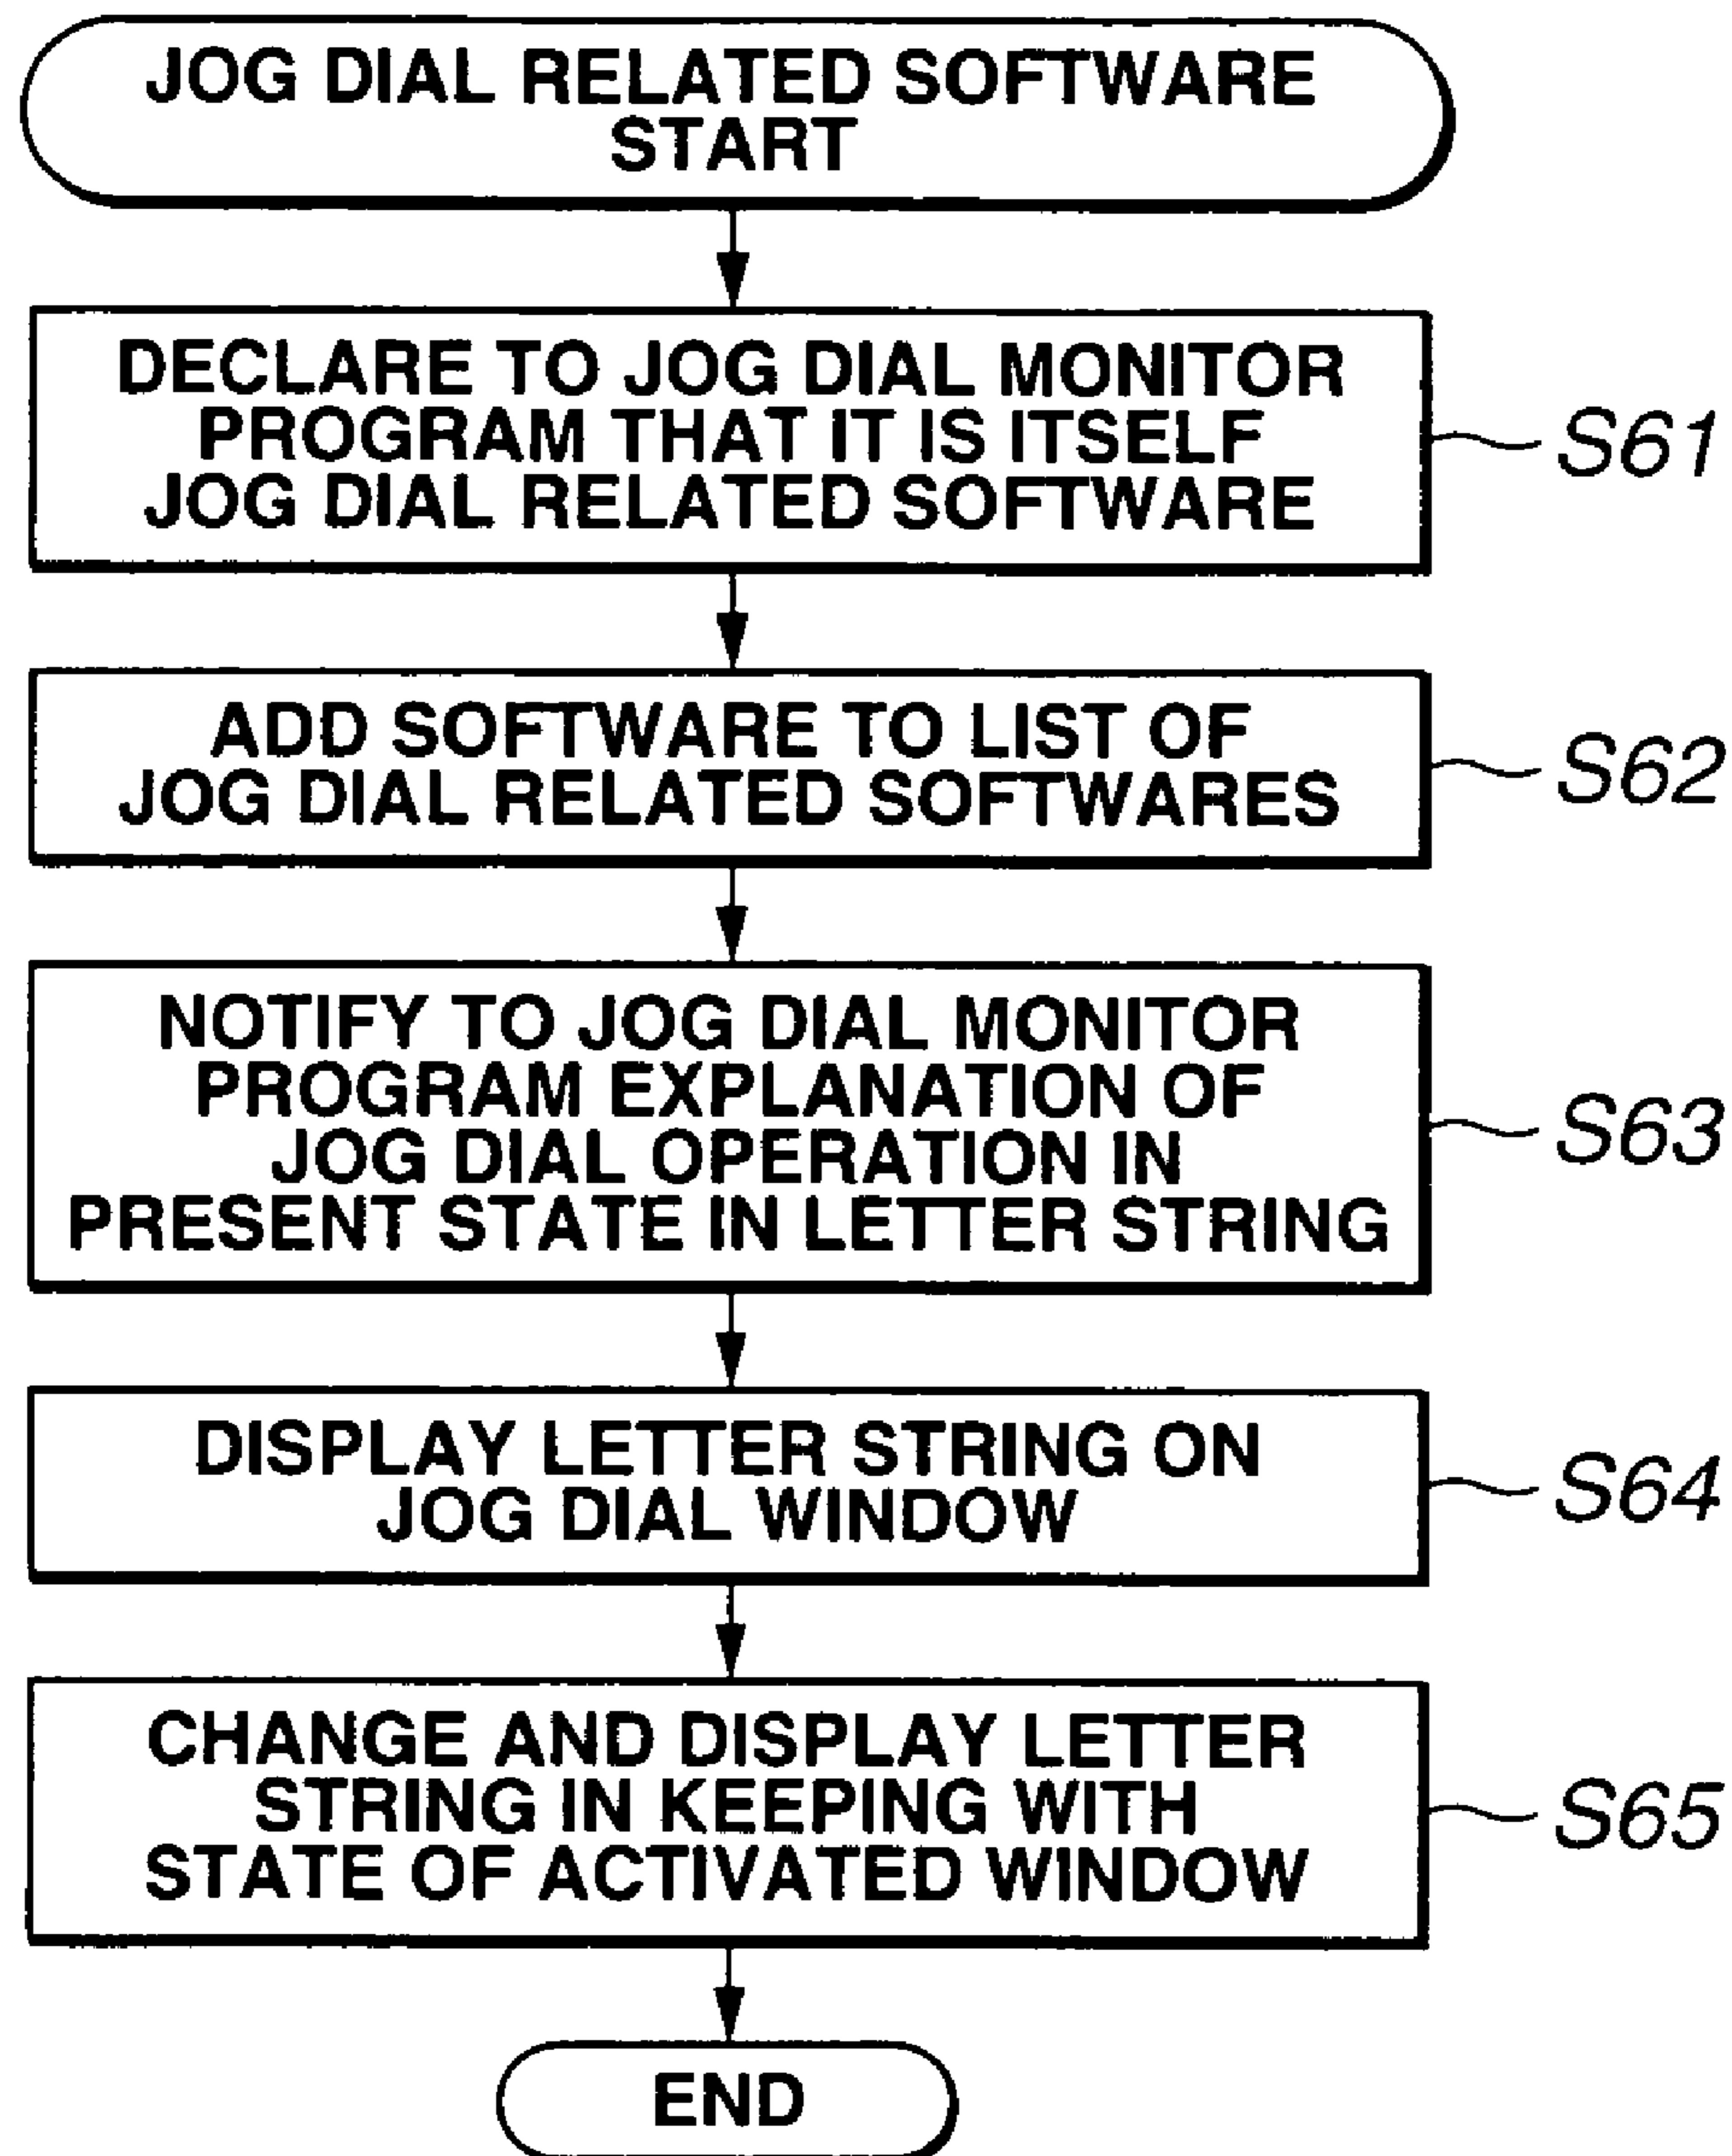 JOG DIAL RELATED SOFTWARE
START
DECLARE TO JOG DIAL MONITOR
PROGRAM THAT IT IS ITSELF
JOG DIAL RELATED SOFTWARE
S61
ADD SOFTWARE TO LIST OF
JOG DIAL RELATED SOFTWARES
S62
NOTIFY TO JOG DIAL MONITOR
PROGRAM EXPLANATION OF
JOG DIAL OPERATION IN
PRESENT STATE IN LETTER STRING
S63
DISPLAY LETTER STRING ON
JOG DIAL WINDOW
S64
CHANGE AND DISPLAY LETTER
STRING IN KEEPING WITH
STATE OF ACTIVATED WINDOW
S65
END